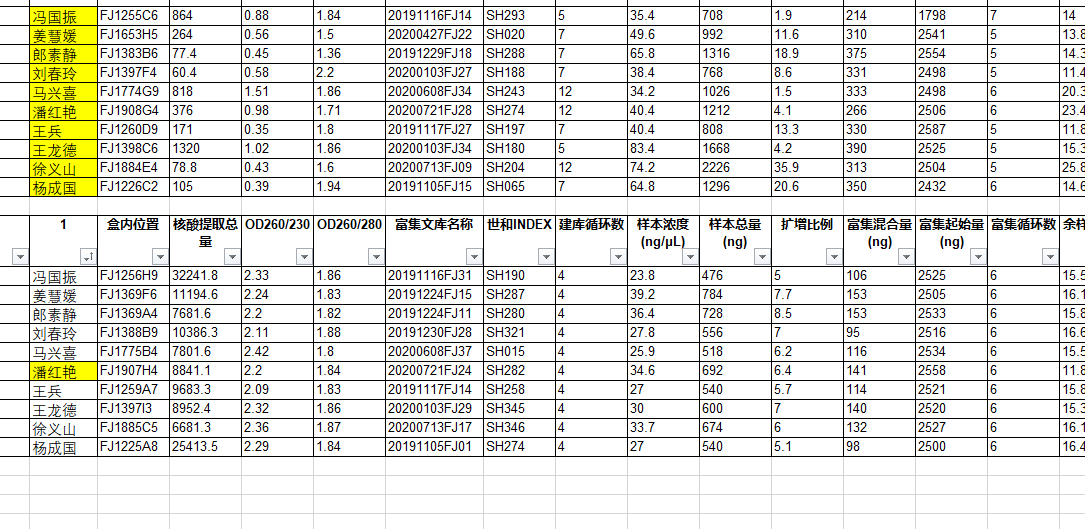 冯国振 FJ1255C6 864 0.88 1.84 20191116FJ14 SH293 5 35.4 708 1.9 214 1798 7 14
姜慧媛 FJ1653H5 264 0.56 1.5 20200427FJ22 SH020 7 49.6 992 11.6 310 2541 5 13.8
郎素静 FJ1383B6 77.4 0.45 1.36 20191229FJ18 SH288 7 65.8 1316 18.9 375 2554 5 14.3
刘春玲 FJ1397F4 60.4 0.58 2.2 20200103FJ27 SH188 7 38.4 768 8.6 331 2498 5 11.4
马兴喜 FJ1774G9 818 1.51 1.86 20200608FJ34 SH243 12 34.2 1026 1.5 333 2498 6 20.3
潘红艳 FJ1908G4 376 0.98 1.71 20200721FJ28 SH274 12 40.4 1212 4.1 266 2506 6 23.4
王兵 FJ1260D9 171 0.35 1.8 20191117FJ27 SH197 7 40.4 808 13.3 330 2587 5 11.8
王龙德 FJ1398C6 1320 1.02 1.86 20200103FJ34 SH180 5 83.4 1668 4.2 390 2525 5 15.3
徐义山 FJ1884E4 78.8 0.43 1.6 20200713FJ09 SH204 12 74.2 2226 35.9 313 2504 5 25.8
杨成国 FJ1226C2 105 0.39 1.94 20191105FJ15 SH065 7 64.8 1296 20.6 350 2432 6 14.6
1 盒内位置 核酸提取总 OD260/230 OD260/280 富集文库名称 世和INDEX 建库循环数 样本浓度 样本总量 扩增比例 富集混合量 富集起始量 富集循环数 余样
量 (ng/μL) (ng) (ng) (ng)
冯国振 FJ1256H9 32241.8 2.33 1.86 20191116FJ31 SH190 4 23.8 476 5 106 2525 6 15.5
姜慧媛 FJ1369F6 11194.6 2.24 1.83 20191224FJ15 SH287 4 39.2 784 7.7 153 2505 6 16.1
郎素静 FJ1369A4 7681.6 2.2 1.82 20191224FJ11 SH280 4 36.4 728 8.5 153 2533 6 15.8
刘春玲 FJ1388B9 10386.3 2.11 1.88 20191230FJ28 SH321 4 27.8 556 7 95 2516 6 16.6
马兴喜 FJ1775B4 7801.6 2.42 1.8 20200608FJ37 SH015 4 25.9 518 6.2 116 2534 6 15.5
潘红艳 FJ1907H4 8841.1 2.2 1.84 20200721FJ24 SH282 4 34.6 692 6.4 141 2558 6 11.8
王兵 FJ1259A7 9683.3 2.09 1.83 20191117FJ14 SH258 4 27 540 5.7 114 2521 6 15.8
王龙德 FJ1397I3 8952.4 2.32 1.86 20200103FJ29 SH345 4 30 600 7 140 2520 6 15.3
徐义山 FJ1885C5 6681.3 2.36 1.87 20200713FJ17 SH346 4 33.7 674 6 132 2527 6 16.1
杨成国 FJ1225A8 25413.5 2.29 1.84 20191105FJ01 SH274 4 27 540 5.1 98 2500 6 16.4